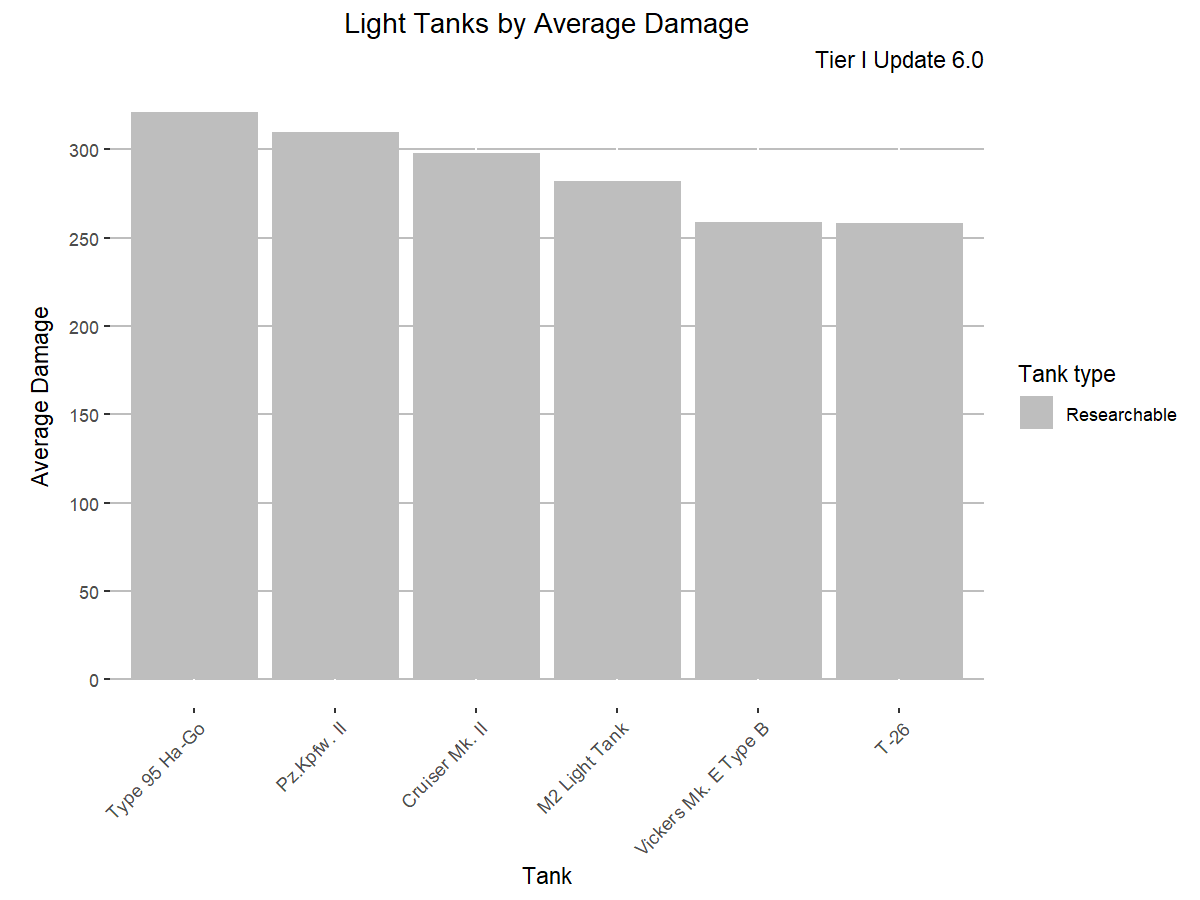 Light Tanks by Average Damage
Tier I Update 6.0
Average Damage
300
250
200
150
100
50
0
Type 95 Ha-Go
Pz.Kpfw. II
Cruiser Mk. II
M2 Light Tank
Vickers Mk. E Type B
T-26
Tank
Tank type
Researchable